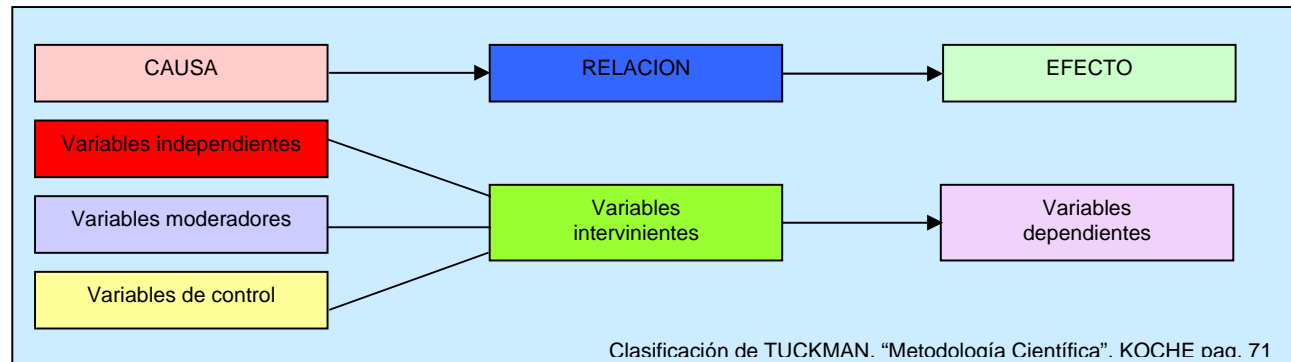 CAUSA
RELACION
EFECTO
Variables independientes
Variables moderadores
Variables de control
Variables
intervinientes
Variables
dependientes
Clasificación de TUCKMAN. “Metodología Científica”. KOCHE pag. 71